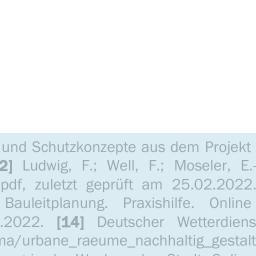 und Schutzkonzepte aus dem Projekt
2] Ludwig, F.; Well, F.; Moseler, E.-
pdf, zuletzt geprüft am 25.02.2022.
Bauleitplanung. Praxishilfe. Online
.2022. [14] Deutscher Wetterdiens
ma/urbane_raeume_nachhaltig_gestalt